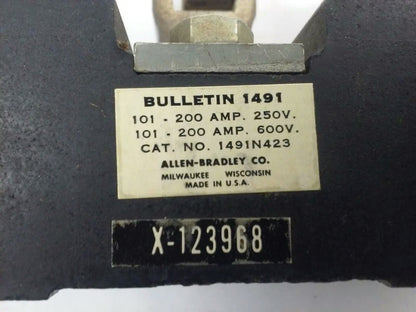 BULLETIN 1491
101 - 200 AMP. 250V.
101 - 200 AMP. 600V.
CAT. NO. 1491N423
ALLEN-BRADLEY CO.
MILWAUKEE WISCONSIN
MADE IN U.S.A.
X-123968